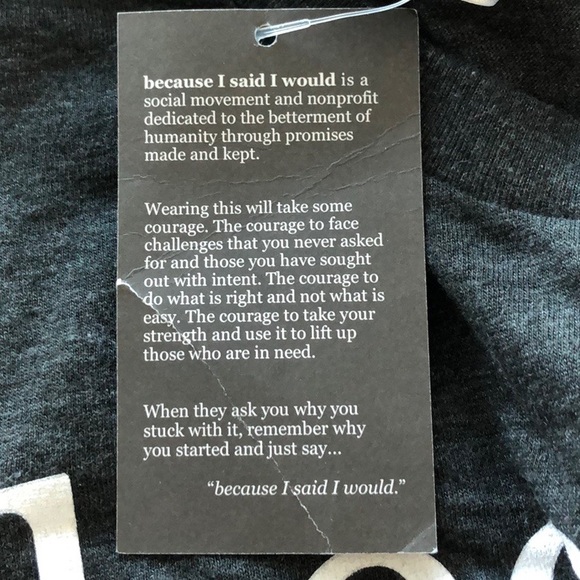 because I said I would is a
social movement and nonprofit
dedicated to the betterment of
humanity through promises
made and kept.
Wearing this will take some
courage. The courage to face
challenges that you never asked
for and those you have sought
out with intent. The courage to
do what is right and not what is
easy. The courage to take your
strength and use it to lift up
those who are in need.
When they ask you why you
stuck with it, remember why
you started and just say...
“because I said I would.”